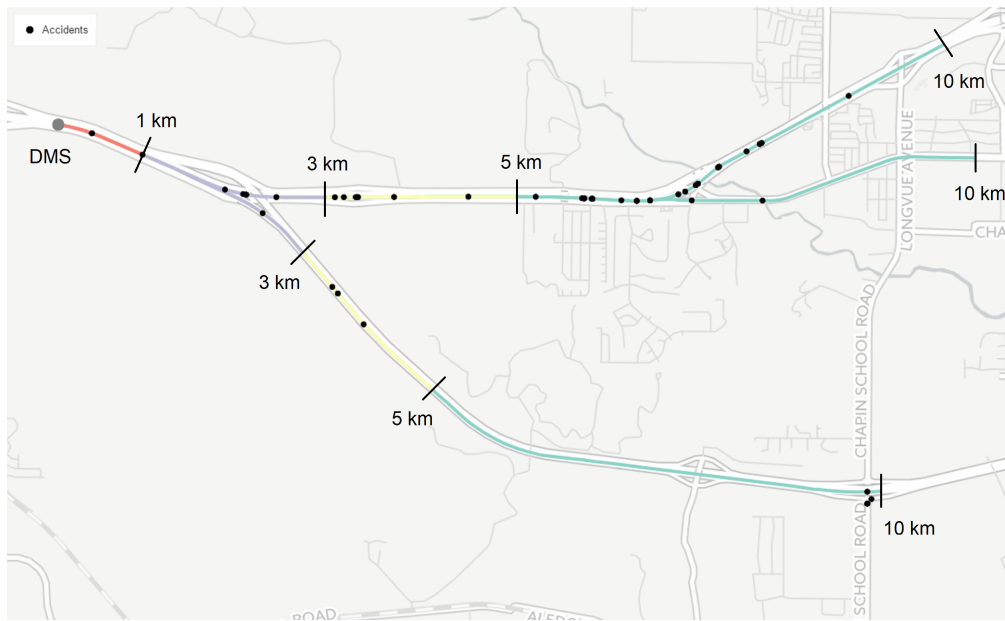 Accidents
10 km
1 km
DMS
3 km
5 km
10 km
LONGVUE AVENUE
CHA
3 km
CHAPIN SCHOOL ROAD
5 km
10 km
SCHOOL ROAD
ROAD
ALEDO